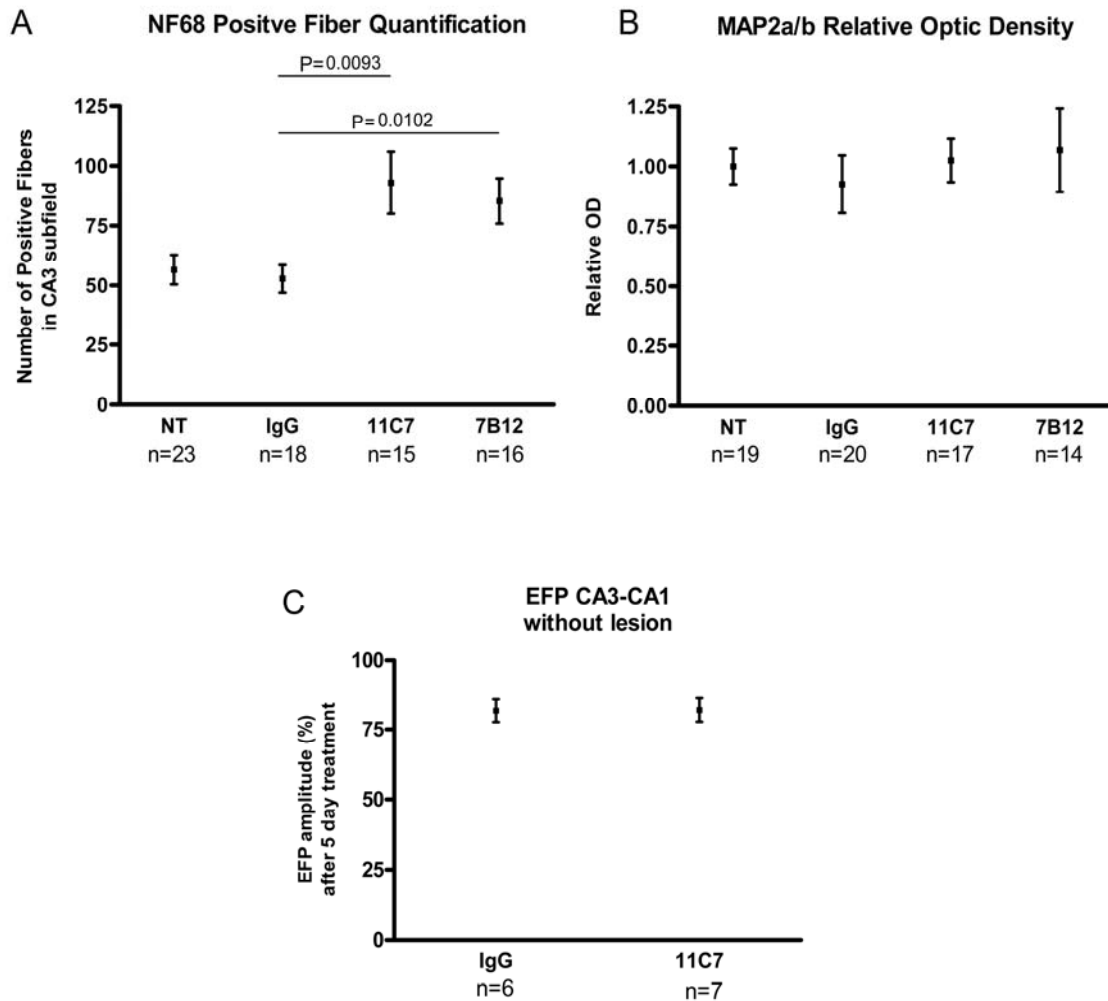 A
NF68 Positve Fiber Quantification
P=0.0093
P=0.0102
Number of Positive Fibers
in CA3 subfield
125
100
75
50
25
0
NT IgG 11C7 7B12
n=23 n=18 n=15 n=16
B
MAP2a/b Relative Optic Density
Relative OD
1.25
1.00
0.75
0.50
0.25
0.00
NT IgG 11C7 7B12
n=19 n=20 n=17 n=14
C
EFP CA3-CA1
without lesion
EFP amplitude (%)
after 5 day treatment
100
75
50
25
0
IgG 11C7
n=6 n=7